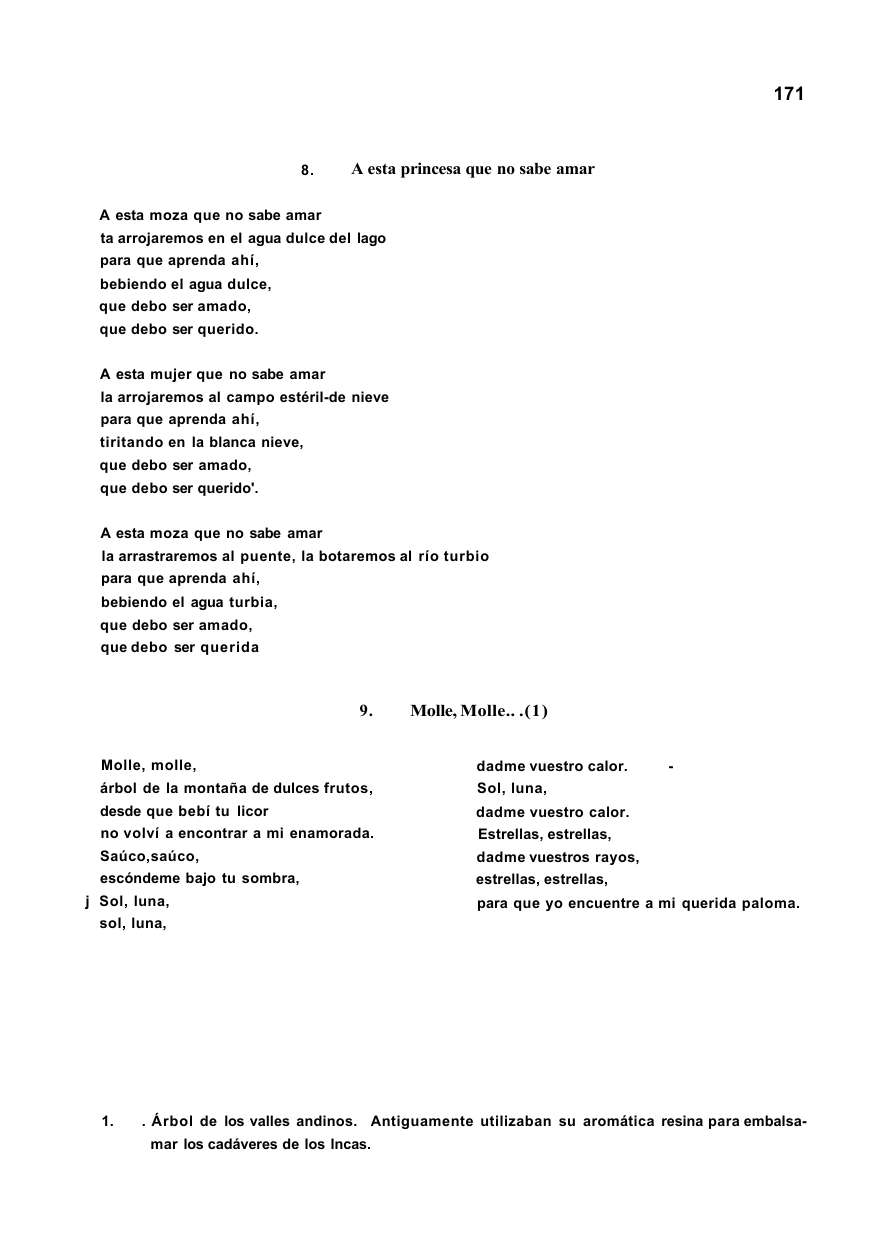 171
8. A esta princesa que no sabe amar
A esta moza que no sabe amar
ta arrojaremos en el agua dulce del lago
para que aprenda ahí,
bebiendo el agua dulce,
que debo ser amado,
que debo ser querido.
A esta mujer que no sabe amar
la arrojaremos al campo estéril-de nieve
para que aprenda ahí,
tiritando en la blanca nieve,
que debo ser amado,
que debo ser querido'.
A esta moza que no sabe amar
la arrastraremos al puente, la botaremos al río turbio
para que aprenda ahí,
bebiendo el agua turbia,
que debo ser amado,
que debo ser querida
9. Molle, Molle.. .(1)
Molle, molle,
árbol de la montaña de dulces frutos,
desde que bebí tu licor
no volví a encontrar a mi enamorada.
Saúco,saúco,
escóndeme bajo tu sombra,
j Sol, luna,
sol, luna,
dadme vuestro calor. -
Sol, luna,
dadme vuestro calor.
Estrellas, estrellas,
dadme vuestros rayos,
estrellas, estrellas,
para que yo encuentre a mi querida paloma.
1. . Árbol de los valles andinos. Antiguamente utilizaban su aromática resina para embalsa-
mar los cadáveres de los Incas.